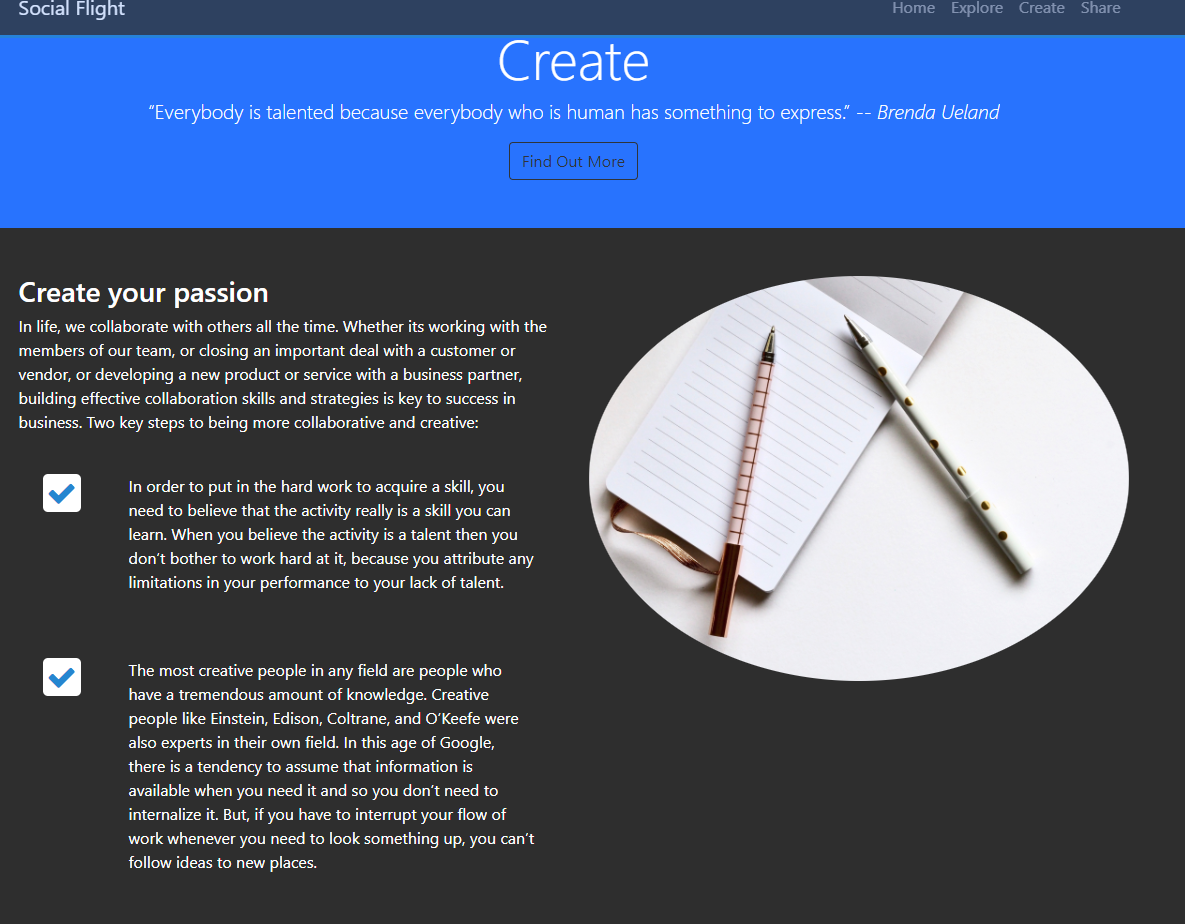 Social Flight
Home Explore Create Share
Create
“Everybody is talented because everybody who is human has something to express.” -- Brenda Ueland
Find Out More
Create your passion
In life, we collaborate with others all the time. Whether its working with the
members of our team, or closing an important deal with a customer or
vendor, or developing a new product or service with a business partner,
building effective collaboration skills and strategies is key to success in
business. Two key steps to being more collaborative and creative:
In order to put in the hard work to acquire a skill, you
need to believe that the activity really is a skill you can
learn. When you believe the activity is a talent then you
don’t bother to work hard at it, because you attribute any
limitations in your performance to your lack of talent.
The most creative people in any field are people who
have a tremendous amount of knowledge. Creative
people like Einstein, Edison, Coltrane, and O’Keefe were
also experts in their own field. In this age of Google,
there is a tendency to assume that information is
available when you need it and so you don’t need to
internalize it. But, if you have to interrupt your flow of
work whenever you need to look something up, you can’t
follow ideas to new places.